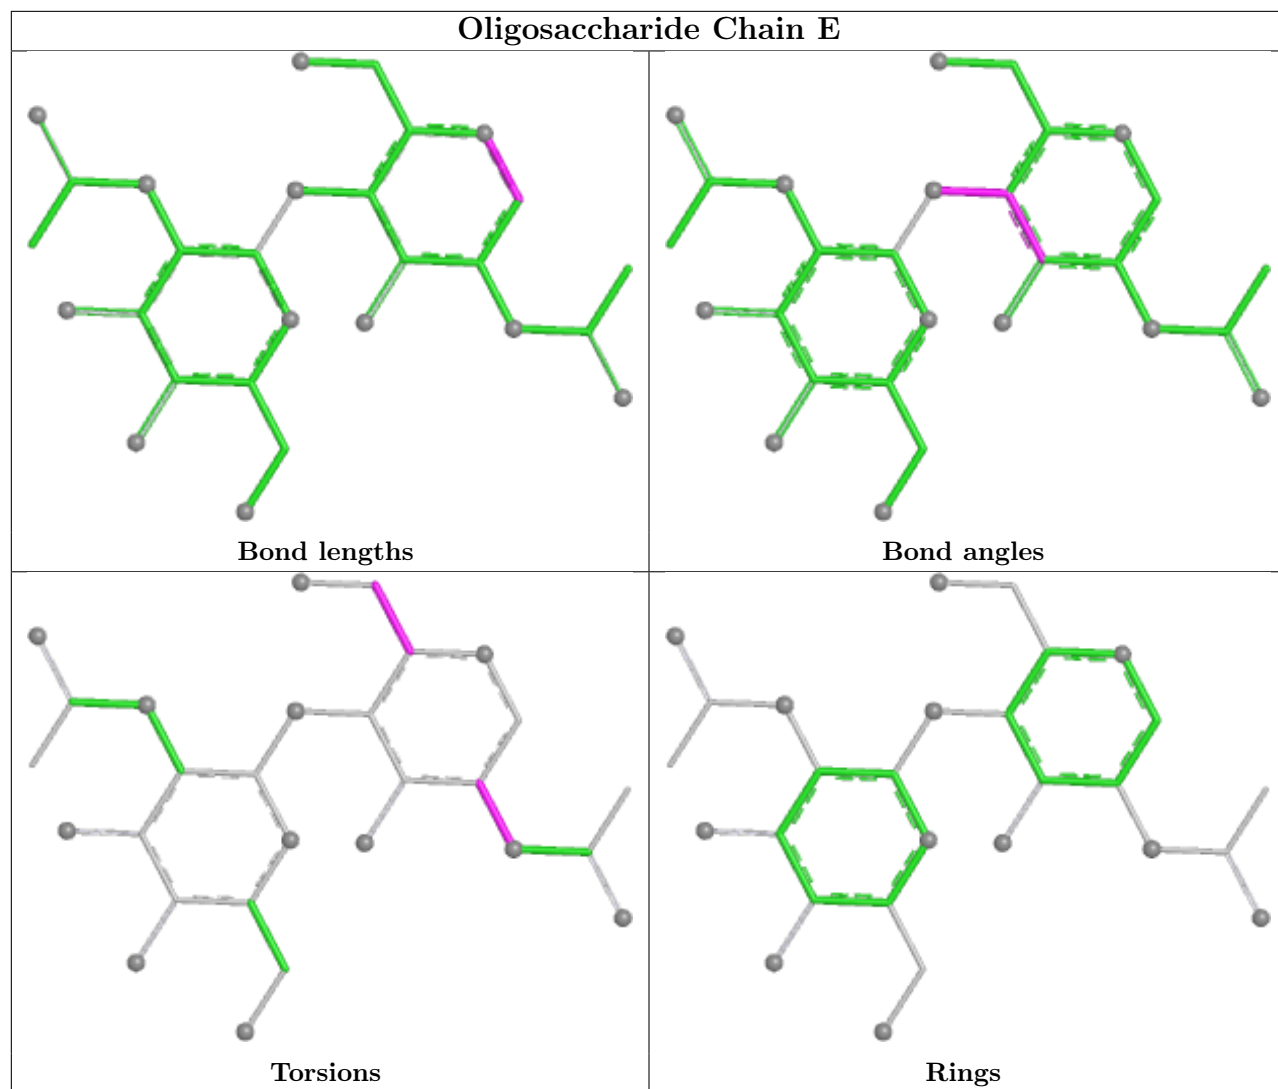 Oligosaccharide Chain E
Bond lengths
Bond angles
Torsions
Rings